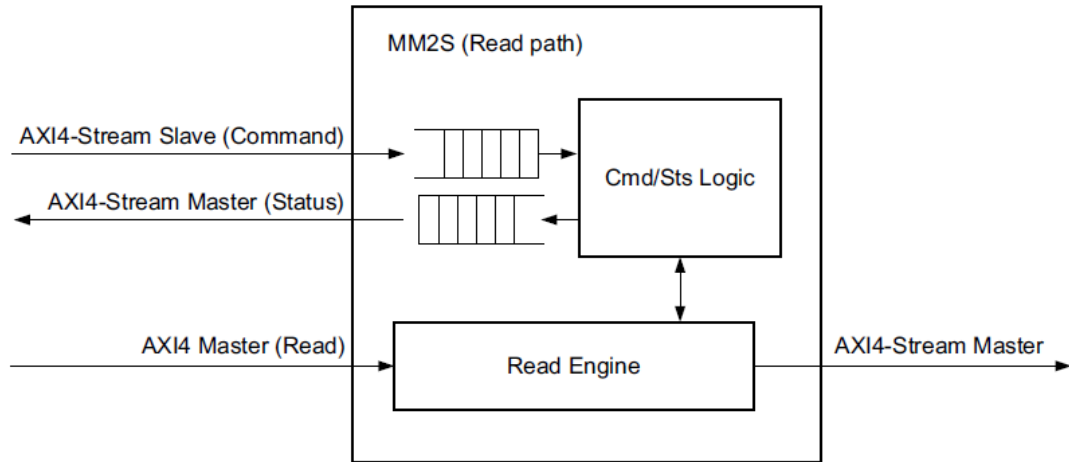 MM2S (Read path)
AXI4-Stream Slave (Command)
Cmd/Sts Logic
AXI4-Stream Master (Status)
AXI4 Master (Read)
Read Engine
AXI4-Stream Master